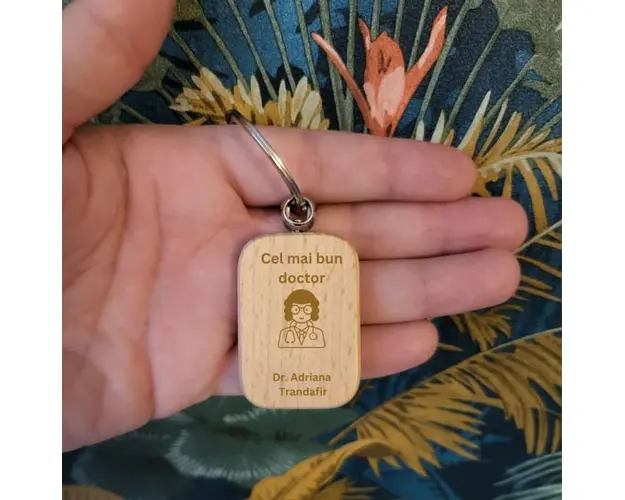 Cel mai bun
doctor
Dr. Adriana
Trandafir